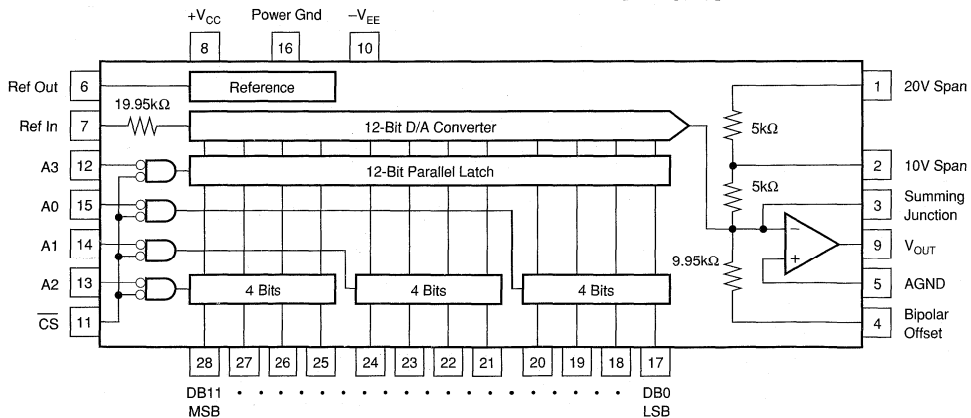 +VCC Power Gnd –VEE
8 16 10
Ref Out 6 Reference 1 20V Span
19.95kΩ
Ref In 7 12-Bit D/A Converter 5kΩ
A3 12 12-Bit Parallel Latch 2 10V Span
5kΩ
A0 15 3 Summing Junction
A1 14 – 9 VOUT
9.95kΩ +
A2 13 4 Bits 4 Bits 4 Bits 5 AGND
CS 11 4 Bipolar Offset
28 27 26 25 24 23 22 21 20 19 18 17
DB11 • • • • • • • • • • • • • • • • • • • • DB0
MSB LSB